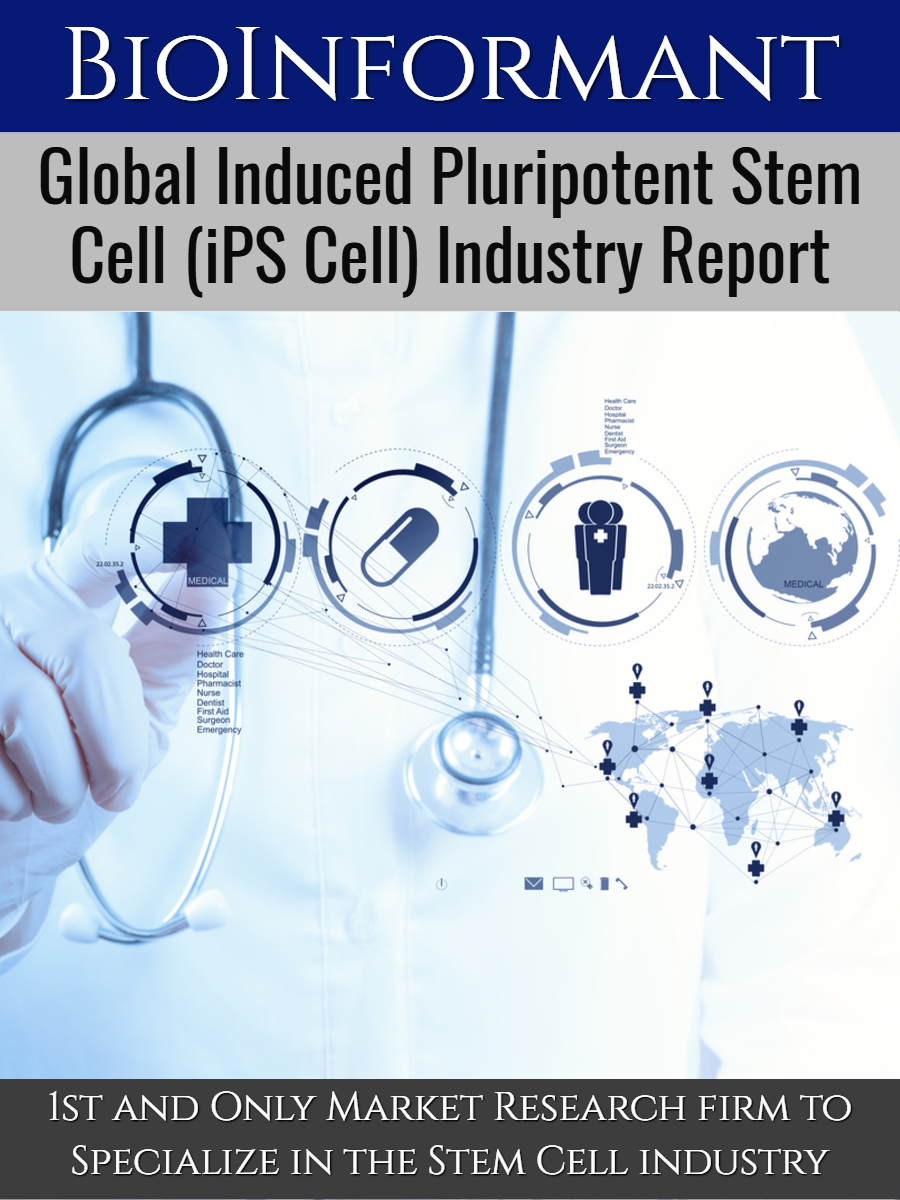 BIOINFORMANT
Global Induced Pluripotent Stem
Cell (iPS Cell) Industry Report
Health Care
Doctor
Hospital
Pharmacist
Nurse
Dentist
First Aid
Surgeon
Emergency
22.02.35.2
MEDICAL
22.02.35.2
MEDICAL
Health Care
Doctor
Hospital
Pharmacist
Nurse
Dentist
First Aid
Surgeon
Emergency
1ST AND ONLY MARKET RESEARCH FIRM TO
SPECIALIZE IN THE STEM CELL INDUSTRY